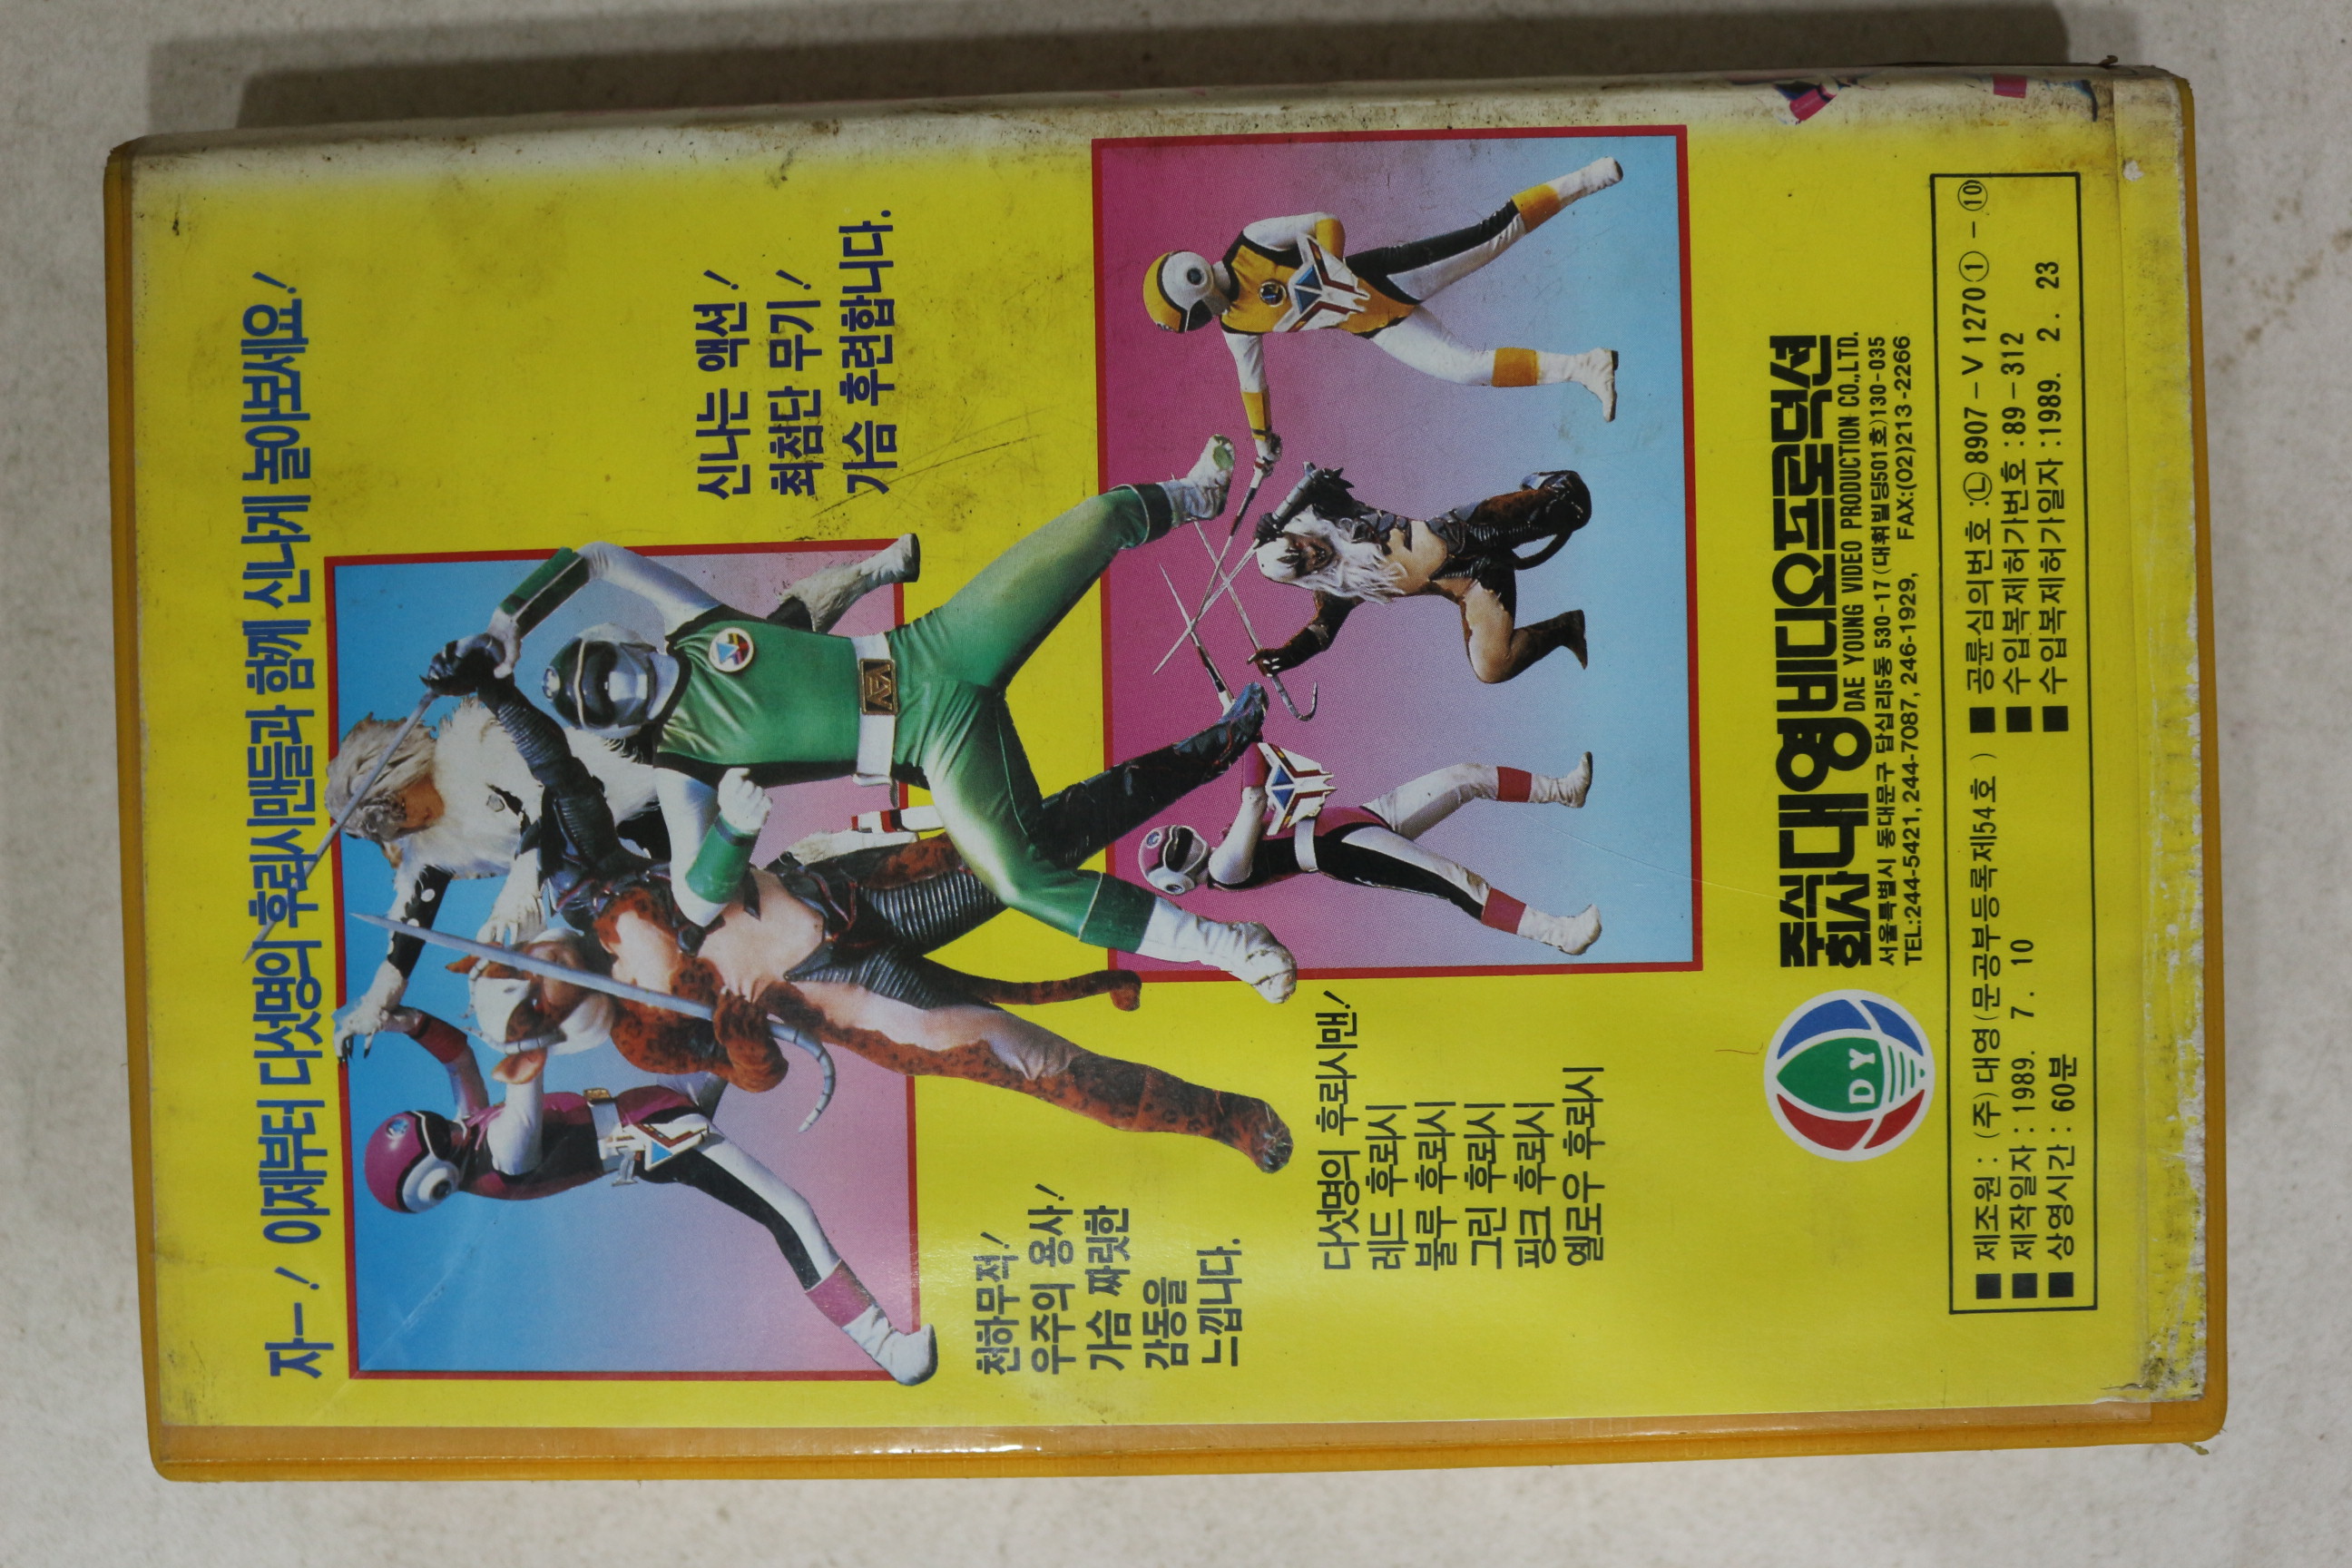 자—! 이제부터 다섯명의 후뢰시맨들과 함께 신나게 놀아보세요!
신나는 액션!
최첨단 무기!
가슴 후련합니다.
천하무적!
우주의 용사!
가슴 짜릿한
감동을
느낍니다.
다섯명의 후뢰시맨!
레드 후뢰시
불루 후뢰시
그린 후뢰시
핑크 후뢰시
옐로우 후뢰시
DY
주식회사 대영비디오프로덕션
DAE YOUNG VIDEO PRODUCTION CO.,LTD.
서울특별시 동대문구 답십리5동 530-17(대휘빌딩501호)130-035
TEL:244-5421, 244-7087, 246-1929, FAX:(02)213-2266
■ 제조원 : (주)대영(문공부등록제54호)
■ 제작일자 : 1989. 7. 10
■ 상영시간 : 60분
■ 공륜심의번호 :Ⓛ8907-V1270①-⑩
■ 수입복제허가번호 :89-312
■ 수입복제허가일자 :1989. 2. 23